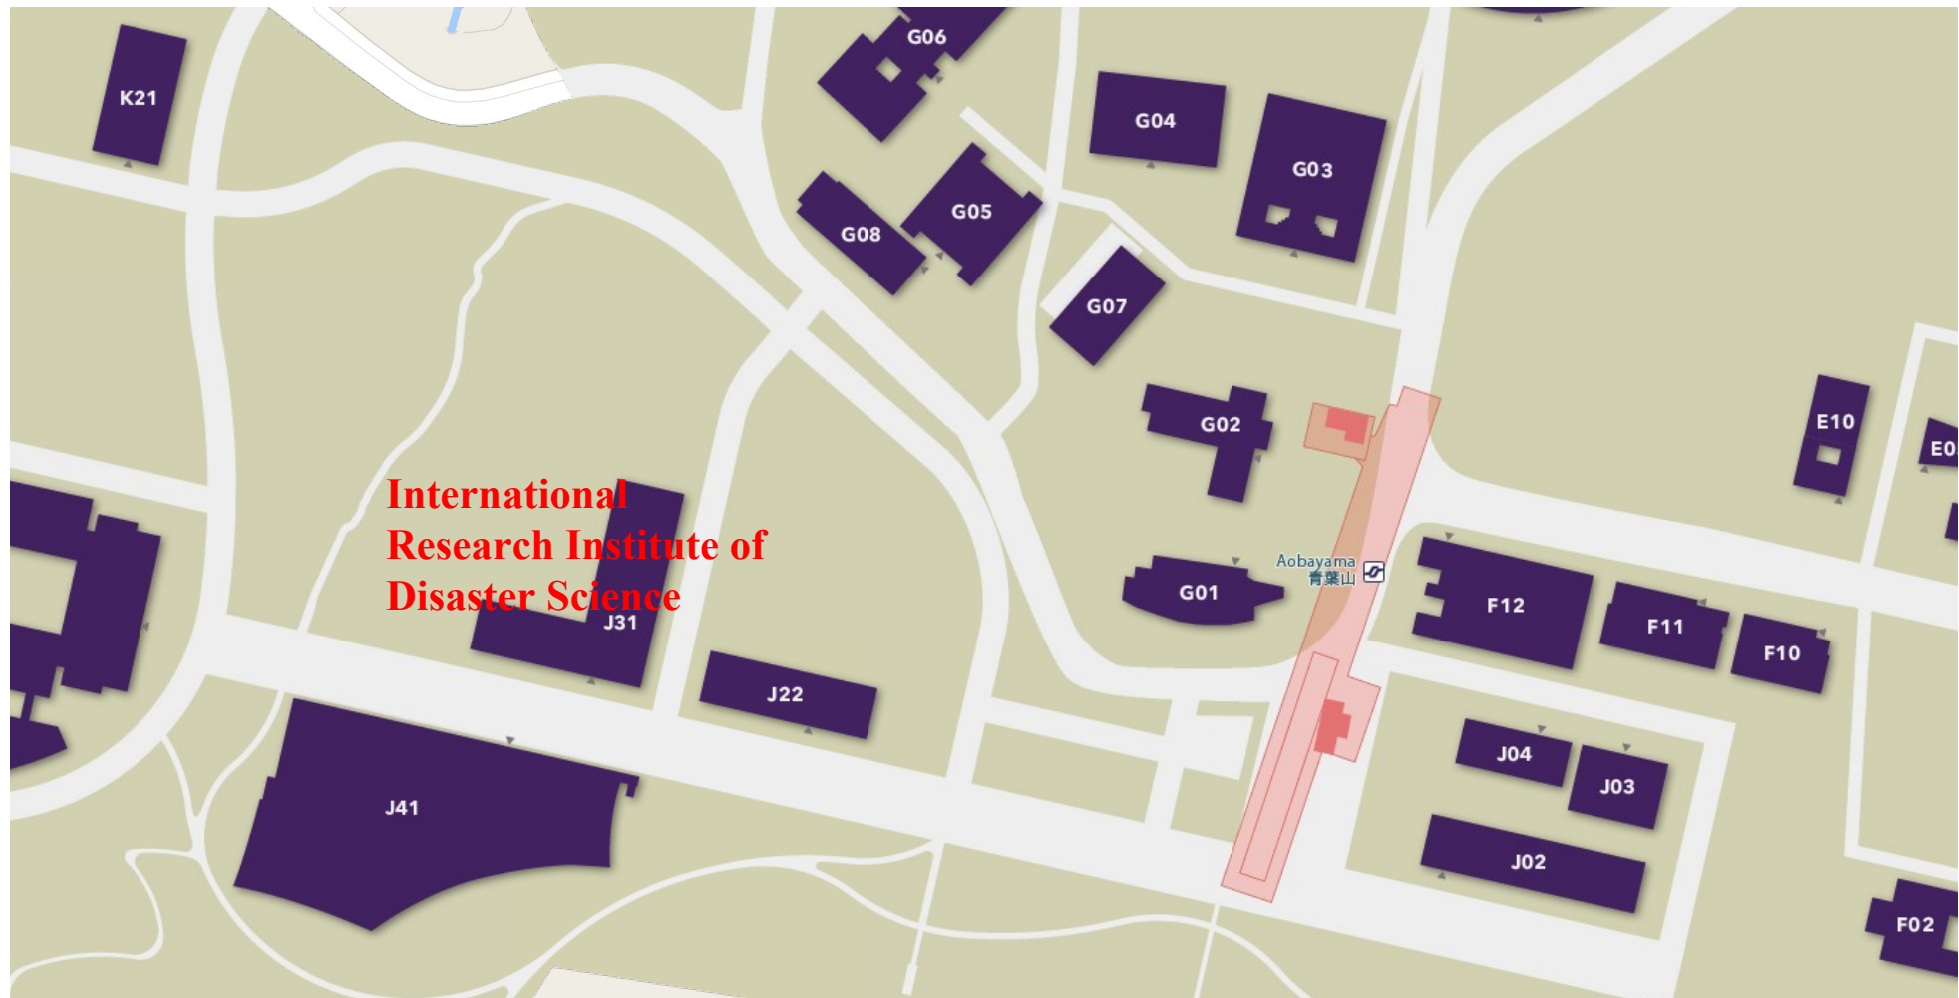 G06
K21
G04
G03
G05
G08
G07
G02
E10
E0
International
Research Institute of
Disaster Science
J31
Aobayama
青葉山
G01
F12
F11
F10
J22
J04
J03
J41
J02
F02